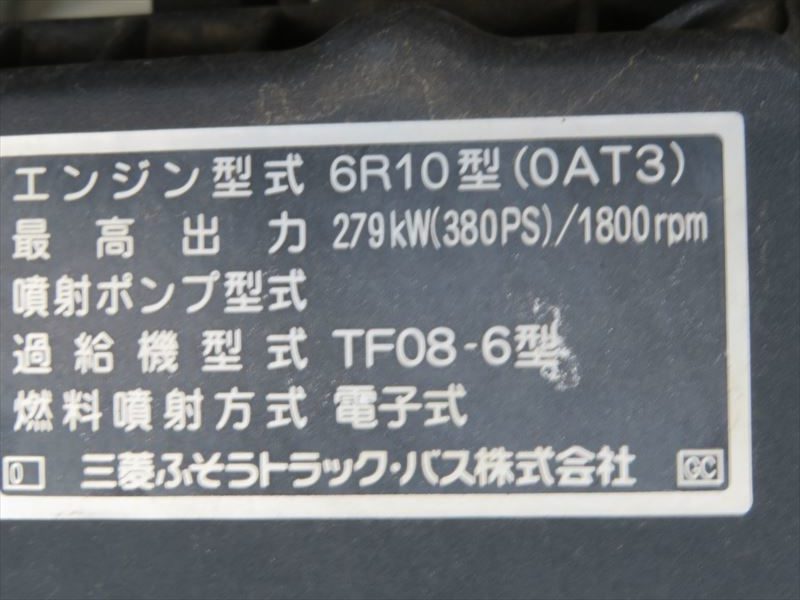 エンジン型式 6R10型(0AT3)
最高出力 279kW(380PS)/1800rpm
噴射ポンプ型式
過給機型式 TF08-6型
燃料噴射方式 電子式
0 三菱ふそうトラック・バス株式会社 GC